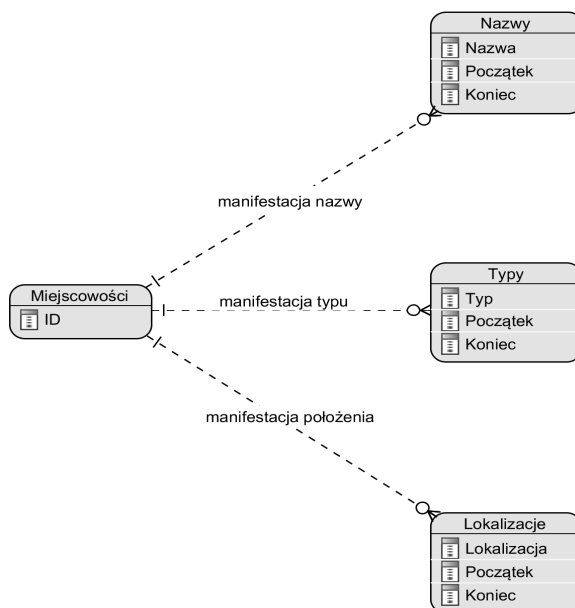 Nazwy
Nazwa
Początek
Koniec
manifestacja nazwy
Miejscowości
ID
manifestacja typu
Typy
Typ
Początek
Koniec
manifestacja położenia
Lokalizacje
Lokalizacja
Początek
Koniec